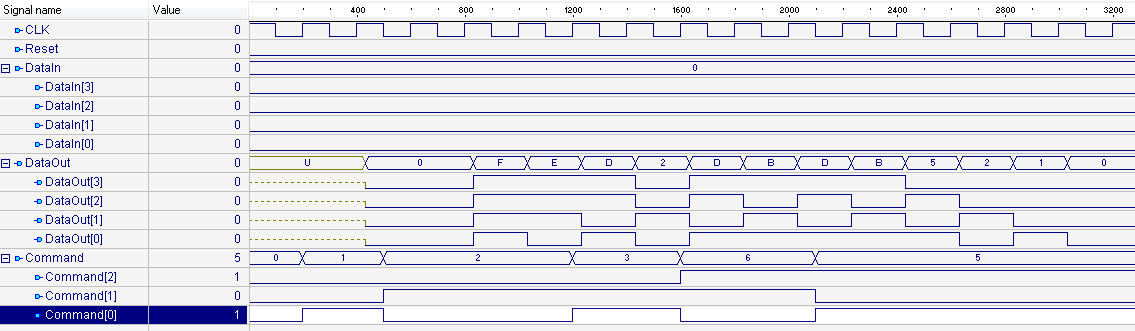 Signal name Value 400 800 1200 1600 2000 2400 2800 3200
CLK 0
Reset 0
DataIn 0 0
DataIn[3] 0
DataIn[2] 0
DataIn[1] 0
DataIn[0] 0
DataOut 0 U 0 F E D 2 D B D B 5 2 1 0
DataOut[3] 0
DataOut[2] 0
DataOut[1] 0
DataOut[0] 0
Command 5 0 1 2 3 6 5
Command[2] 1
Command[1] 0
Command[0] 1